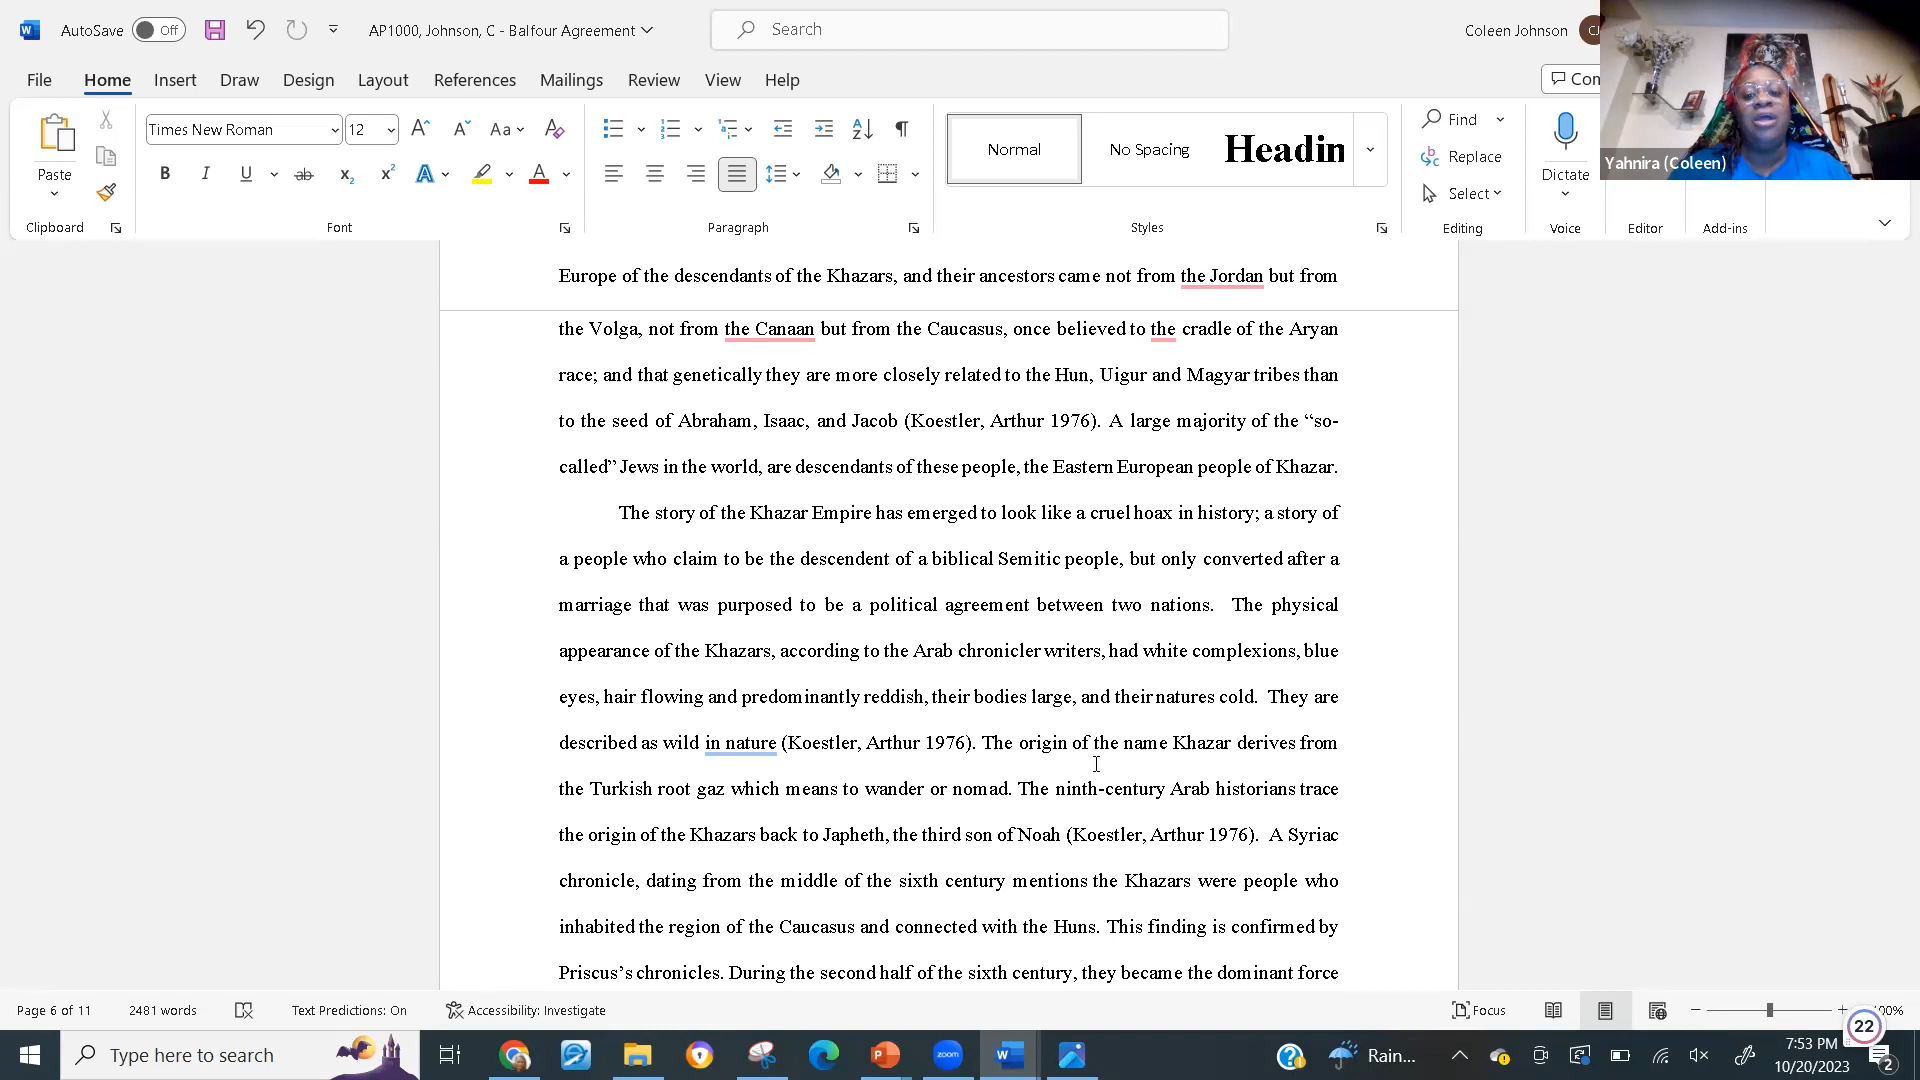 AutoSave Off AP1000, Johnson, C - Balfour Agreement Search Coleen Johnson
File Home Insert Draw Design Layout References Mailings Review View Help
Yahnira (Coleen)
Paste Times New Roman 12 Aa Normal No Spacing Headin Find Replace Select Dictate
Clipboard Font Paragraph Styles Editing Voice Editor Add-ins
Europe of the descendants of the Khazars, and their ancestors came not from the Jordan but from
the Volga, not from the Canaan but from the Caucasus, once believed to the cradle of the Aryan
race; and that genetically they are more closely related to the Hun, Uigur and Magyar tribes than
to the seed of Abraham, Isaac, and Jacob (Koestler, Arthur 1976). A large majority of the “so-
called” Jews in the world, are descendants of these people, the Eastern European people of Khazar.
The story of the Khazar Empire has emerged to look like a cruel hoax in history; a story of
a people who claim to be the descendent of a biblical Semitic people, but only converted after a
marriage that was purposed to be a political agreement between two nations. The physical
appearance of the Khazars, according to the Arab chronicler writers, had white complexions, blue
eyes, hair flowing and predominantly reddish, their bodies large, and their natures cold. They are
described as wild in nature (Koestler, Arthur 1976). The origin of the name Khazar derives from
the Turkish root gaz which means to wander or nomad. The ninth-century Arab historians trace
the origin of the Khazars back to Japheth, the third son of Noah (Koestler, Arthur 1976). A Syriac
chronicle, dating from the middle of the sixth century mentions the Khazars were people who
inhabited the region of the Caucasus and connected with the Huns. This finding is confirmed by
Priscus’s chronicles. During the second half of the sixth century, they became the dominant force
Page 6 of 11 2481 words Text Predictions: On Accessibility: Investigate Focus
22
Type here to search zoom Rain... 7:53 PM
10/20/2023 2